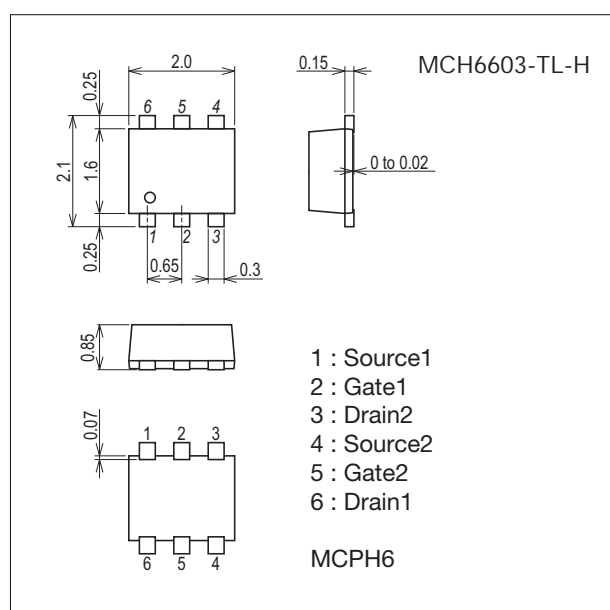 MCH6603-TL-H
2.0
0.15
0.25
6 5 4
2.1
1.6
0 to 0.02
1 2 3
0.25
0.65
0.3
0.85
1 : Source1
2 : Gate1
3 : Drain2
4 : Source2
5 : Gate2
6 : Drain1
0.07
1 2 3
6 5 4
MCPH6